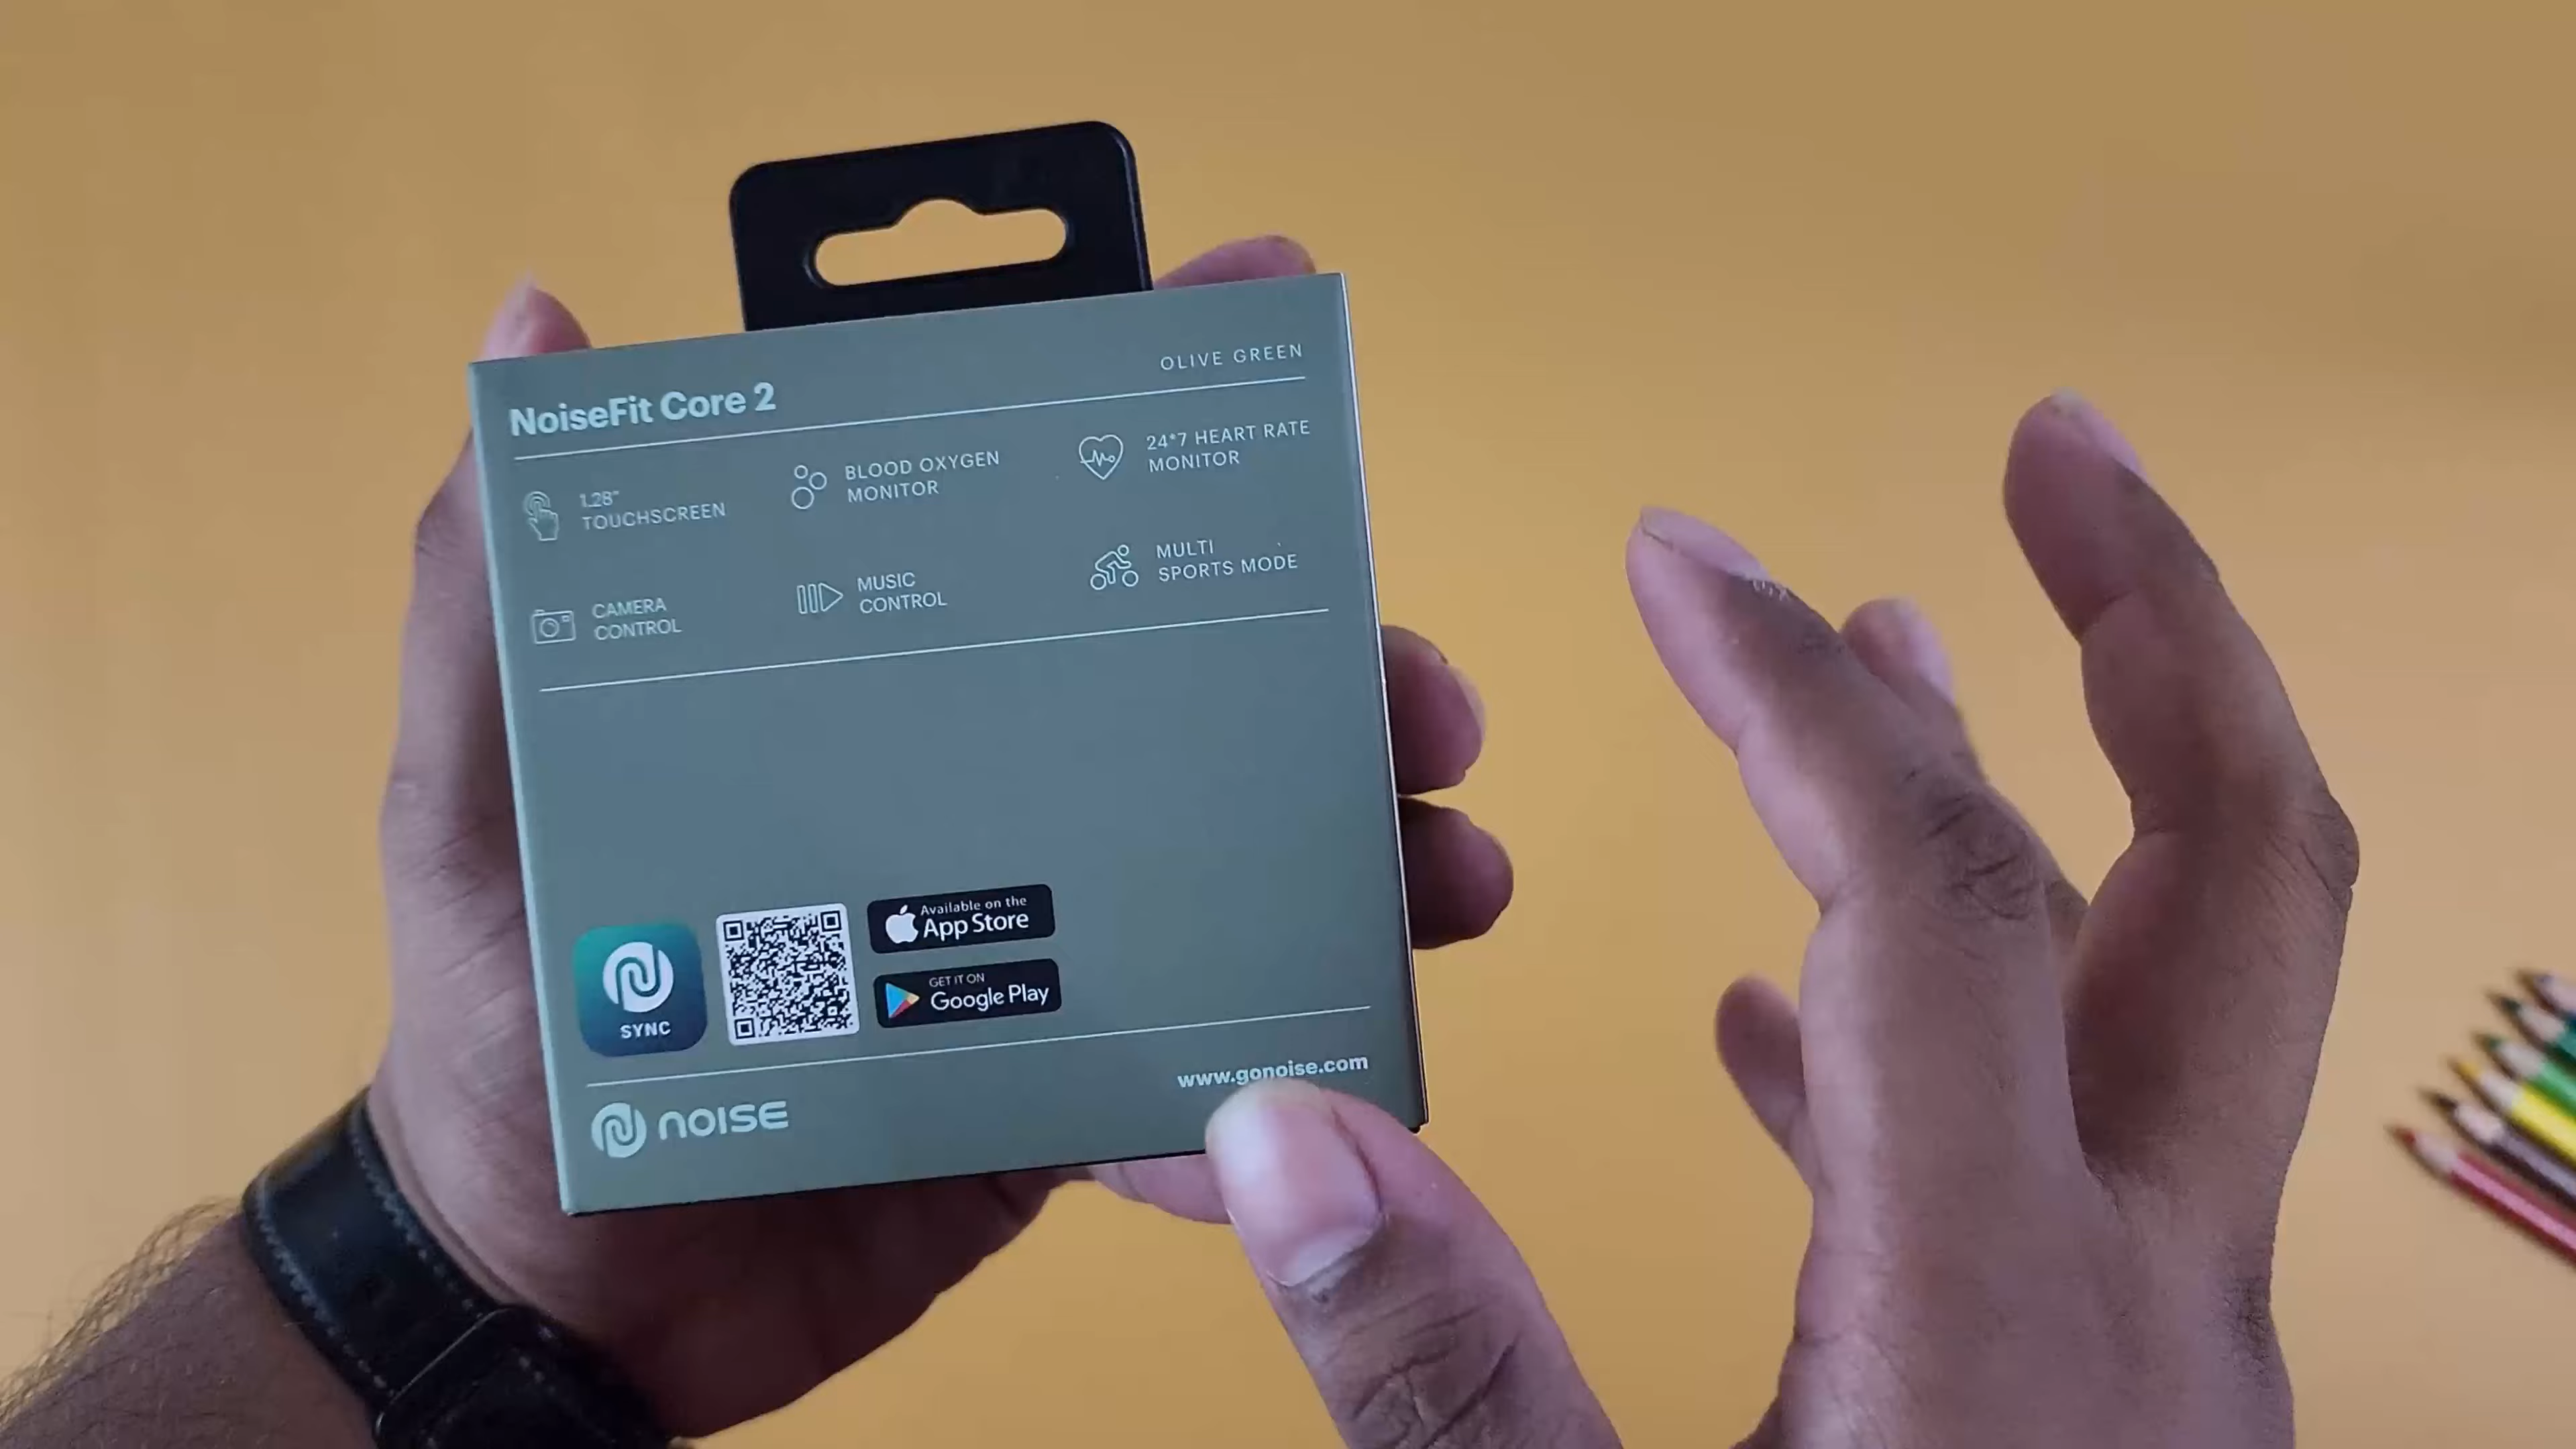 OLIVE GREEN
NoiseFit Core 2
1.28"
TOUCHSCREEN
BLOOD OXYGEN
MONITOR
24*7 HEART RATE
MONITOR
CAMERA
CONTROL
MUSIC
CONTROL
MULTI
SPORTS MODE
SYNC
Available on the
App Store
GET IT ON
Google Play
www.gonoise.com
NOISE